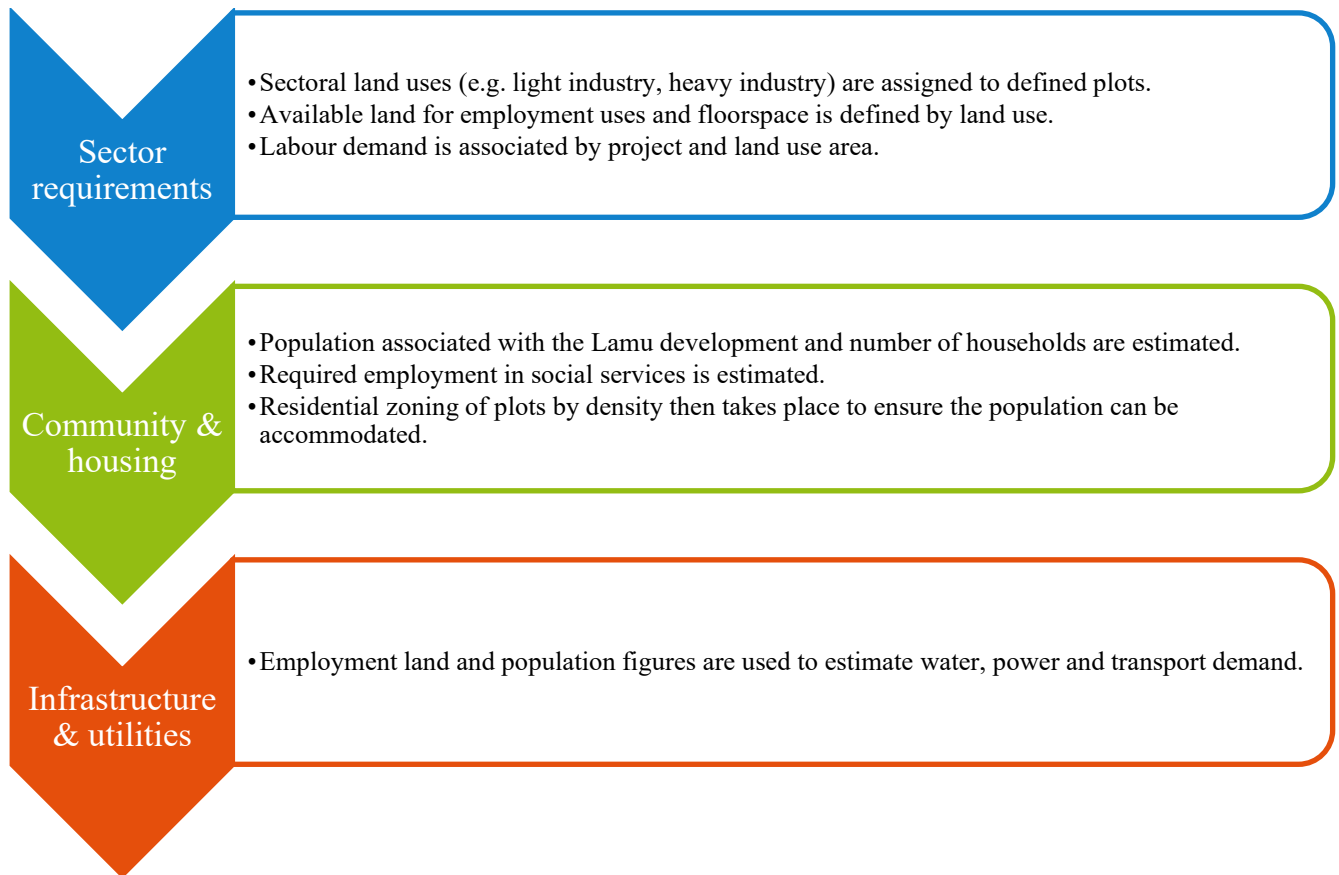 Sector
requirements
•Sectoral land uses (e.g. light industry, heavy industry) are assigned to defined plots.
•Available land for employment uses and floorspace is defined by land use.
•Labour demand is associated by project and land use area.
Community &
housing
•Population associated with the Lamu development and number of households are estimated.
•Required employment in social services is estimated.
•Residential zoning of plots by density then takes place to ensure the population can be
accommodated.
Infrastructure
& utilities
•Employment land and population figures are used to estimate water, power and transport demand.